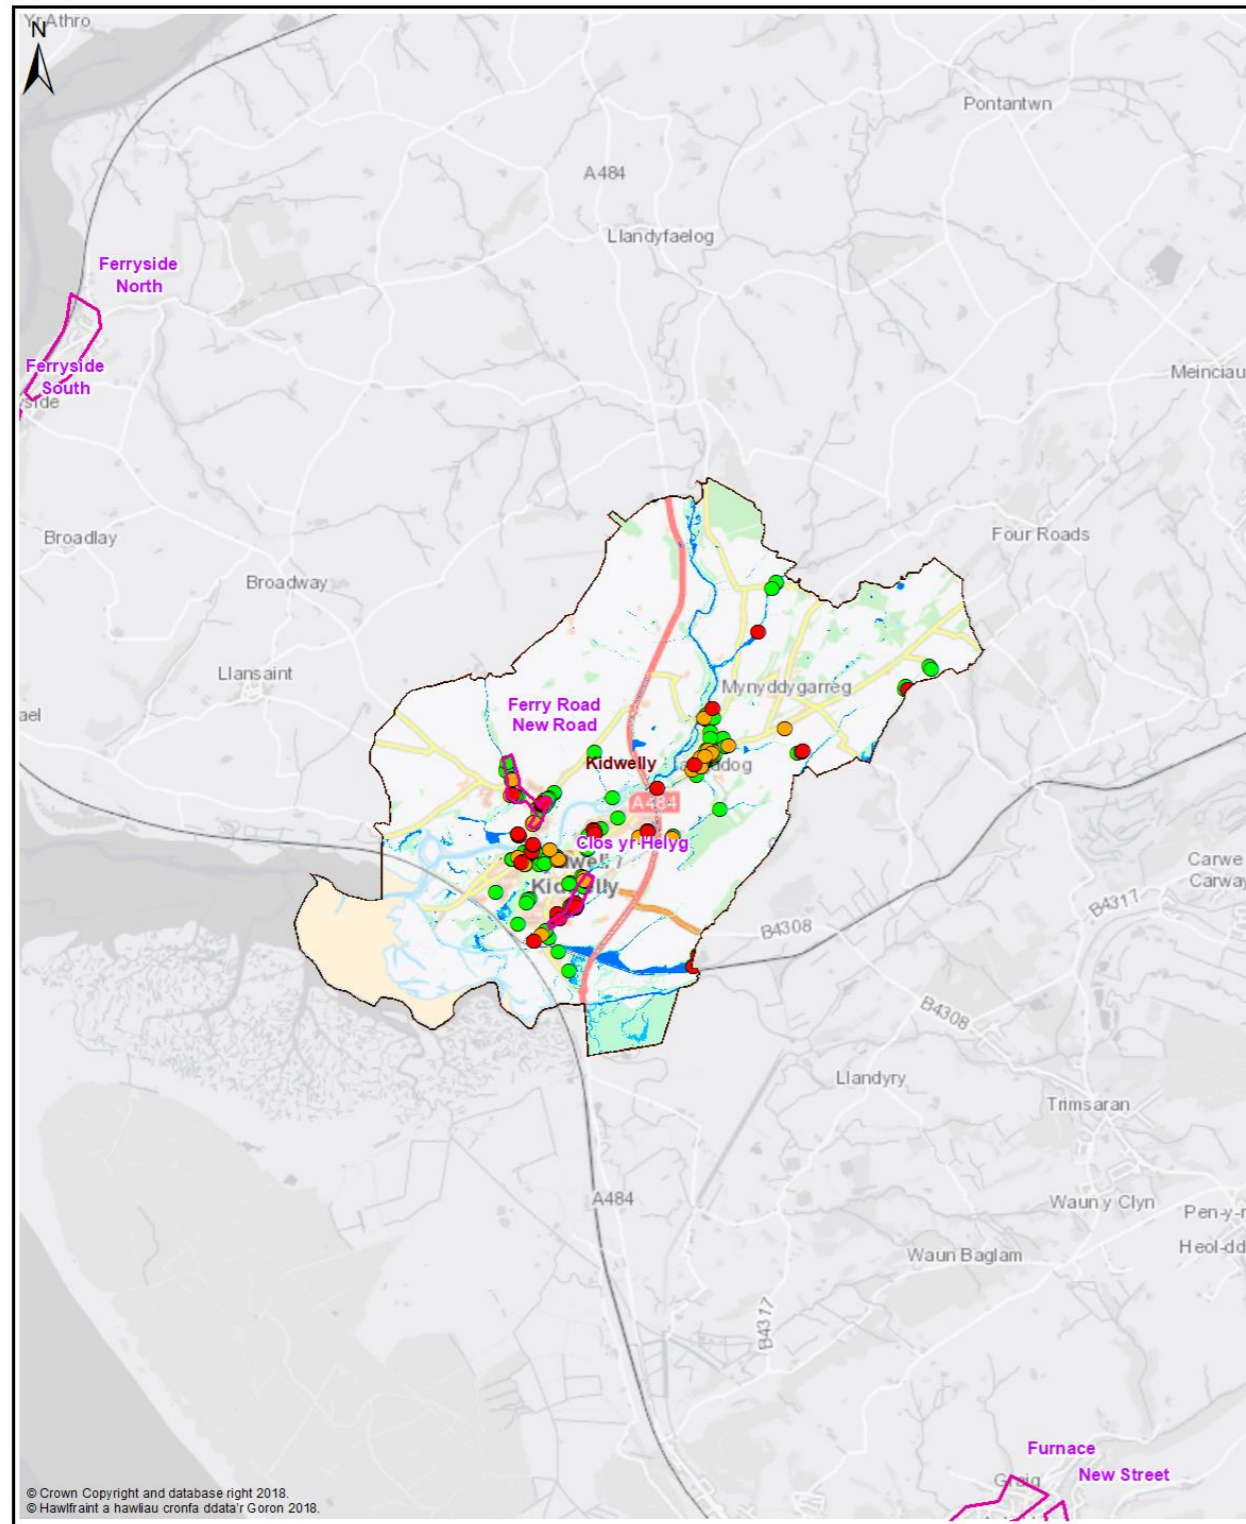 Yr Athro
N
Pontantwn
A484
Llandyfaelog
Ferryside
North
Ferryside
South
Meinciau
Four Roads
Broadlay
Broadway
Llansaint
Mynyddygarreg
Ferry Road
New Road
Kidwelly
A484
Clos yr Helyg
Kidwelly
Carwe
Carway
B4317
B4308
B4308
Llandyry
Trimsaran
A484
Waun y Clyn
Waun Baglam
B4317
Furnace
New Street
© Crown Copyright and database right 2018.
© Hawlfraint a hawliau cronfa ddata'r Goron 2018.